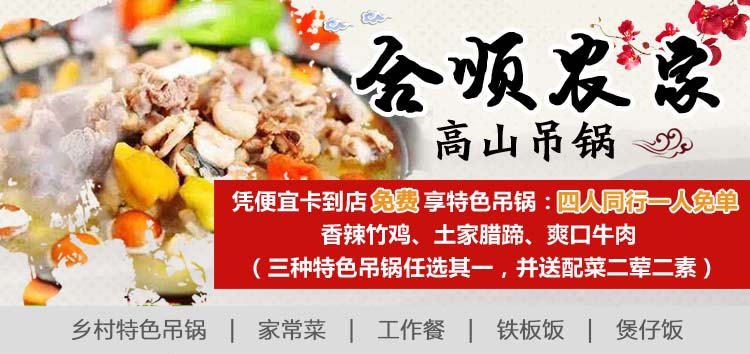 合顺农家
高山吊锅
凭便宜卡到店免费享特色吊锅：四人同行一人免单
香辣竹鸡、土家腊蹄、爽口牛肉
（三种特色吊锅任选其一，并送配菜二荤二素）
乡村特色吊锅 | 家常菜 | 工作餐 | 铁板饭 | 煲仔饭